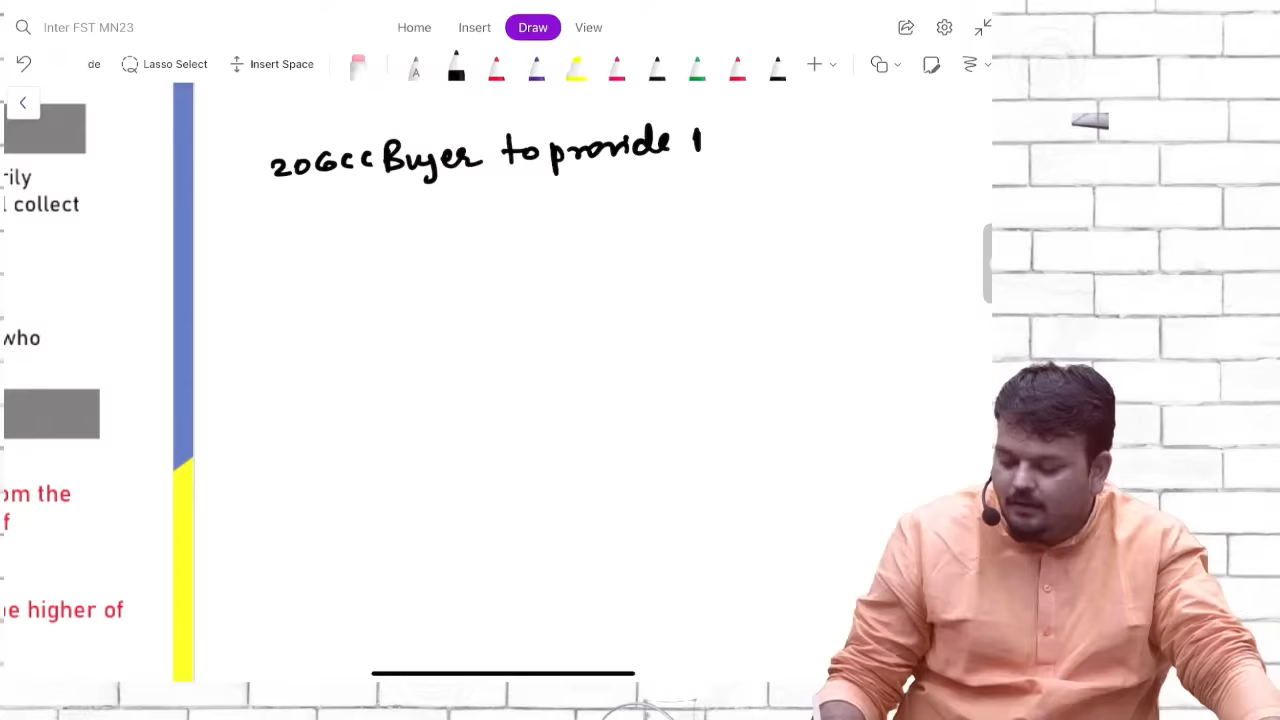 Inter FST MN23
Home Insert Draw View
de Lasso Select Insert Space
A
rily
collect
206CC Buyer to provide
who
om the
f
e higher of